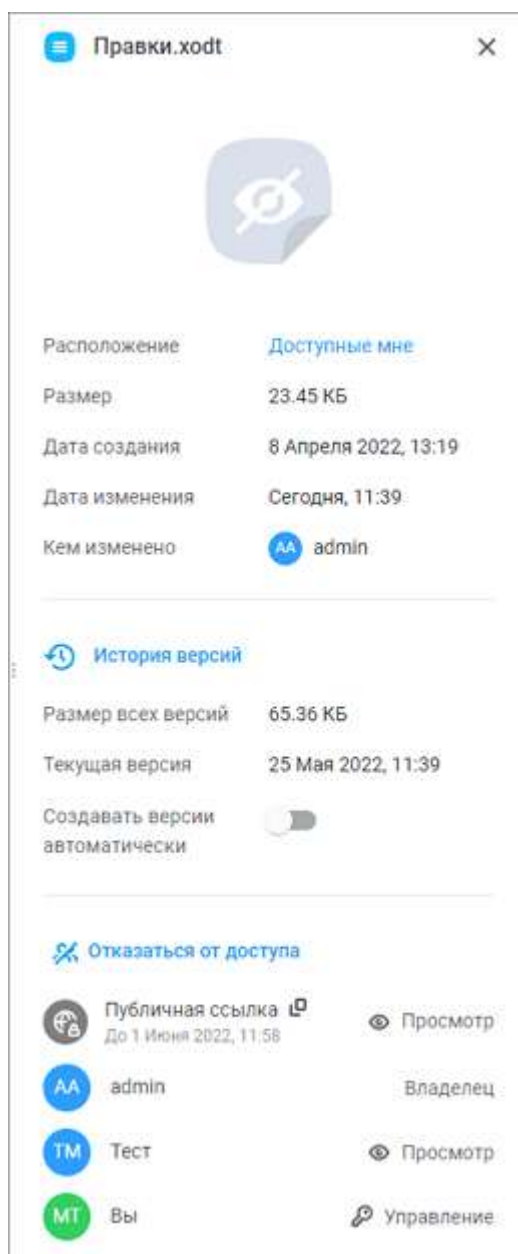 Правки.xodt
Расположение Доступные мне
Размер 23.45 КБ
Дата создания 8 Апреля 2022, 13:19
Дата изменения Сегодня, 11:39
Кем изменено AA admin
История версий
Размер всех версий 65.36 КБ
Текущая версия 25 Мая 2022, 11:39
Создавать версии
автоматически
Отказаться от доступа
Публичная ссылка Просмотр
До 1 Июня 2022, 11:58
AA admin Владелец
ТМ Тест Просмотр
МТ Вы Управление